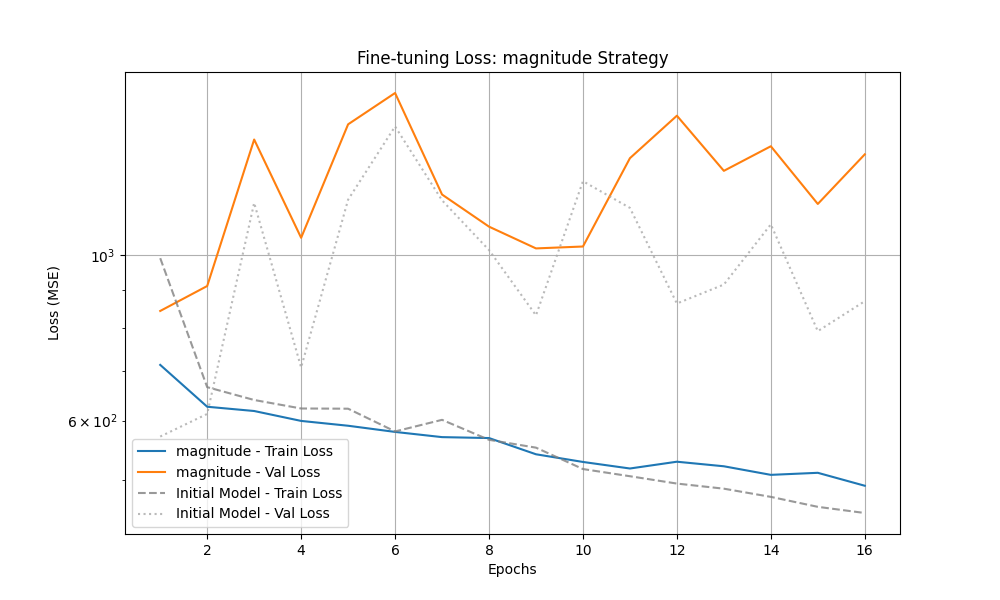 Fine-tuning Loss: magnitude Strategy
Loss (MSE)
10³
6 × 10²
magnitude - Train Loss
magnitude - Val Loss
Initial Model - Train Loss
Initial Model - Val Loss
2 4 6 8 10 12 14 16
Epochs